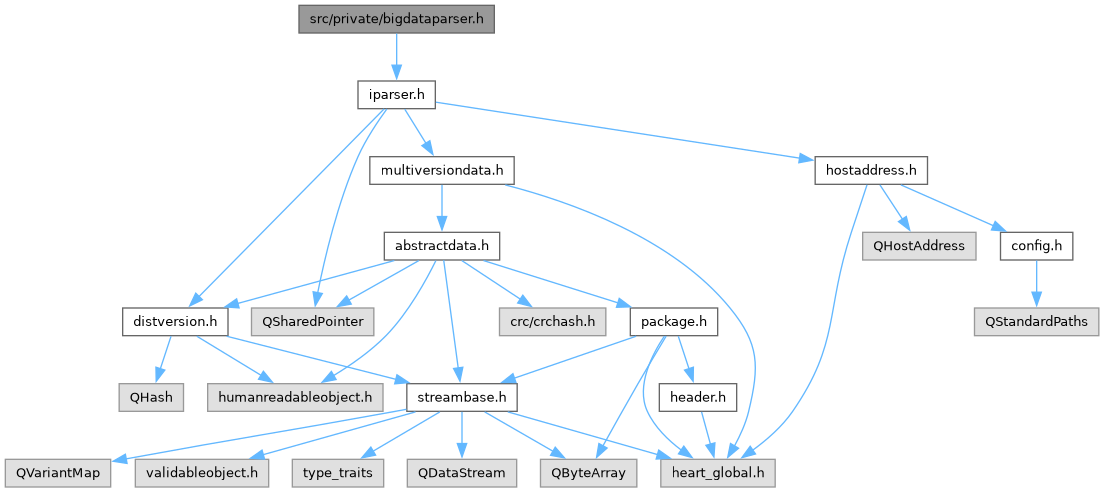 src/private/bigdataparser.h
iparser.h
multiversiondata.h
hostaddress.h
abstractdata.h
QHostAddress
config.h
distversion.h
QSharedPointer
crc/crchash.h
package.h
QStandardPaths
QHash
humanreadableobject.h
streambase.h
header.h
QVariantMap
validableobject.h
type_traits
QDataStream
QByteArray
heart_global.h